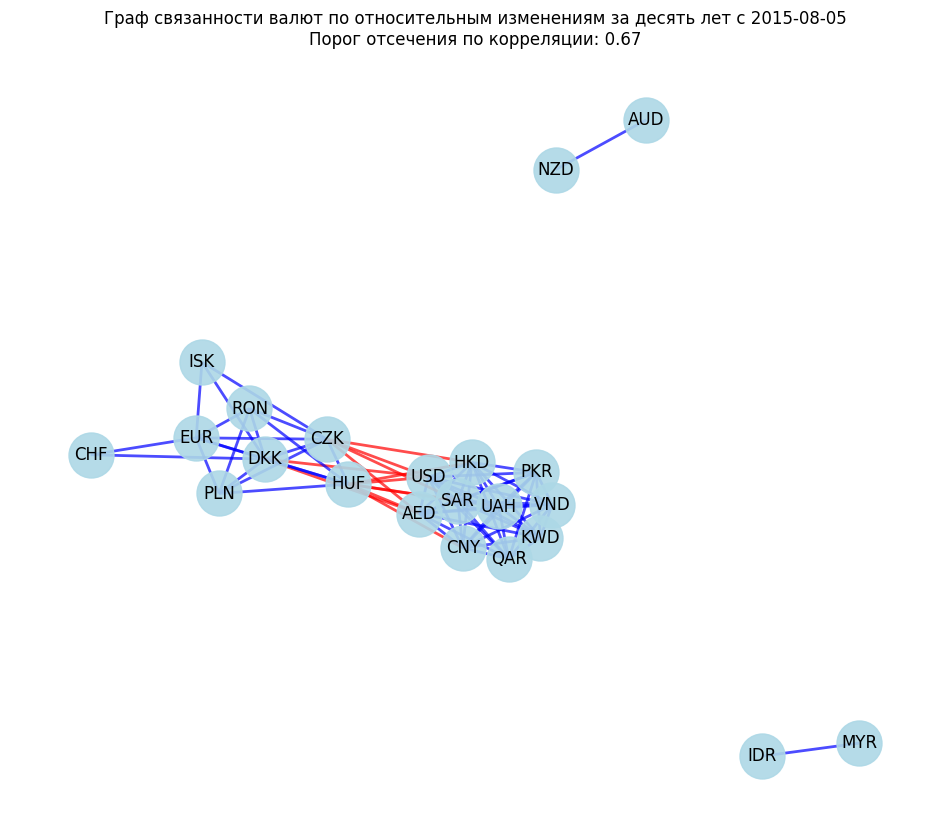 Граф связанности валют по относительным изменениям за десять лет с 2015-08-05
Порог отсечения по корреляции: 0.67
AUD
NZD
ISK
RON
EUR
CZK
CHF
DKK
HKD
PKR
USD
HUF
PLN
SAR
UAH
VND
AED
KWD
CNY
QAR
MYR
IDR